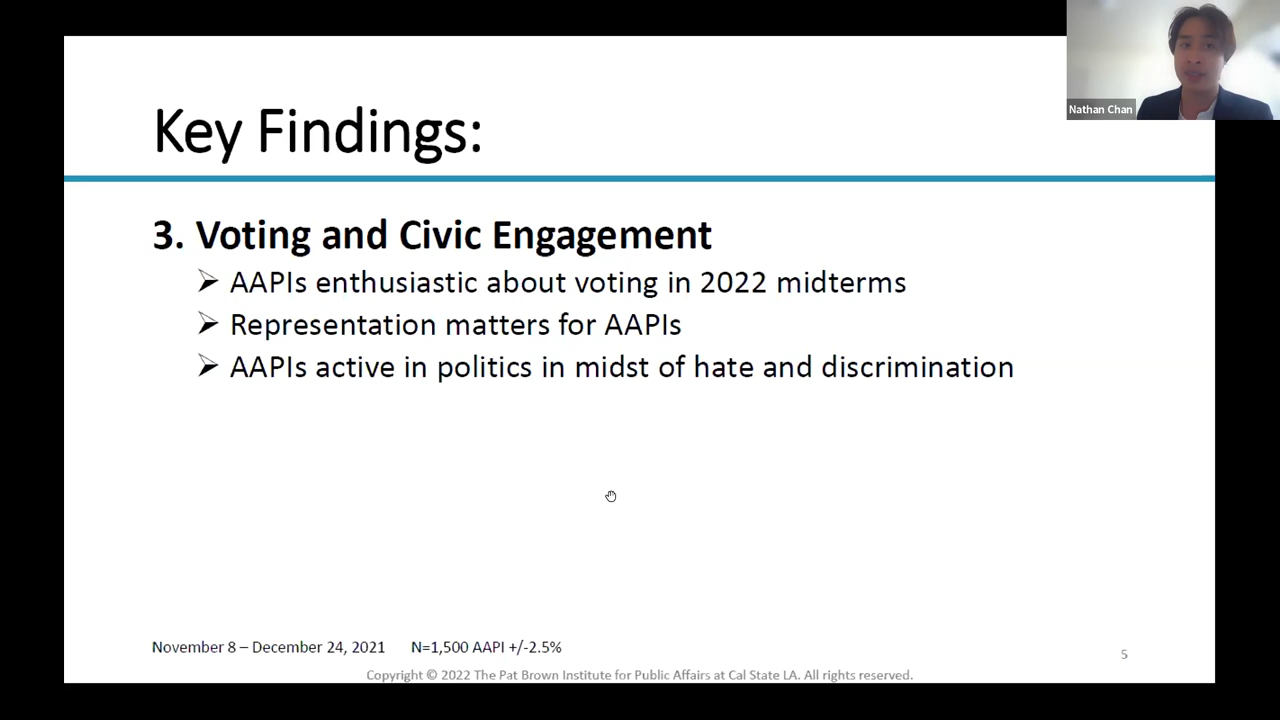 Nathan Chan
Key Findings:
3. Voting and Civic Engagement
➢ AAPIs enthusiastic about voting in 2022 midterms
➢ Representation matters for AAPIs
➢ AAPIs active in politics in midst of hate and discrimination
November 8 – December 24, 2021 N=1,500 AAPI +/-2.5%
5
Copyright © 2022 The Pat Brown Institute for Public Affairs at Cal State LA. All rights reserved.